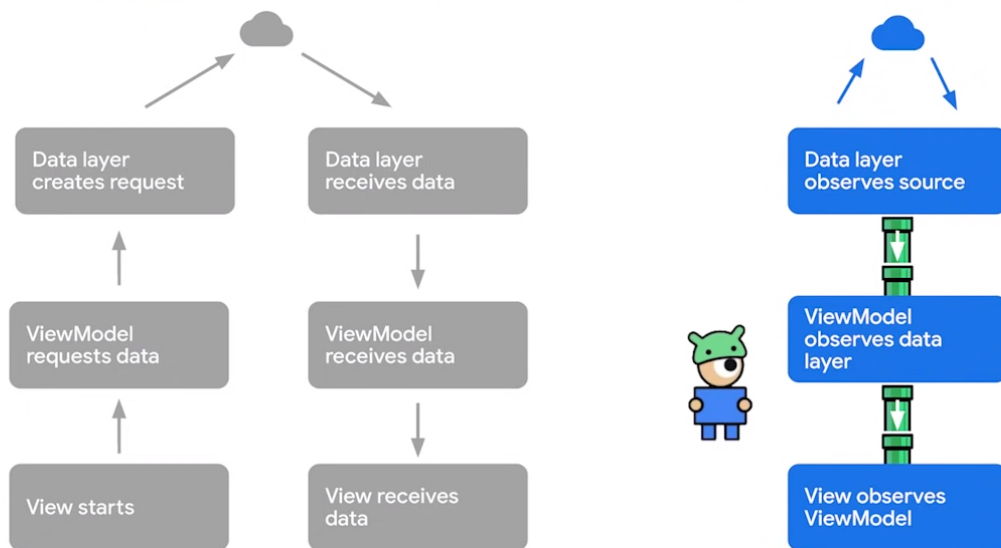 Data layer
creates request
Data layer
receives data
Data layer
observes source
ViewModel
requests data
ViewModel
receives data
ViewModel
observes data
layer
View starts
View receives
data
View observes
ViewModel